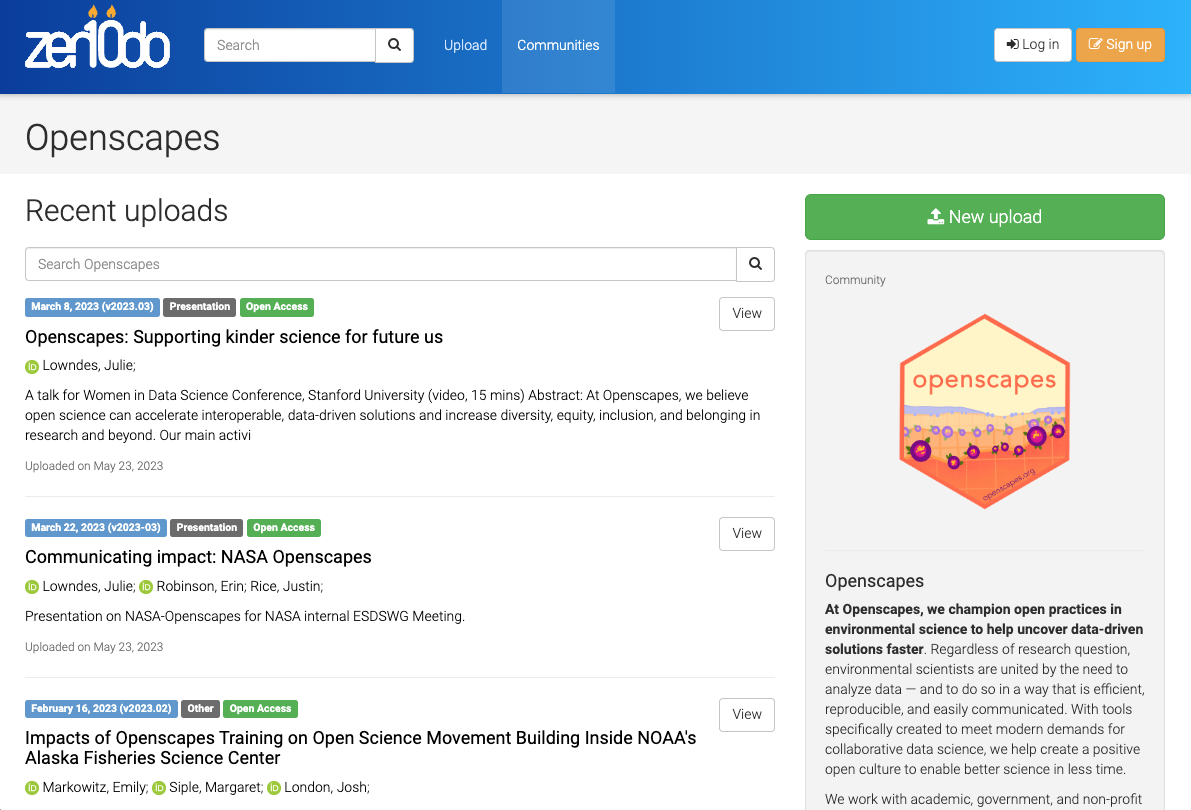 zen10do
Search
Upload
Communities
Log in
Sign up
Openscapes
Recent uploads
Search Openscapes
March 8, 2023 (v2023.03) Presentation Open Access
View
Openscapes: Supporting kinder science for future us
iD Lowndes, Julie;
A talk for Women in Data Science Conference, Stanford University (video, 15 mins) Abstract: At Openscapes, we believe
open science can accelerate interoperable, data-driven solutions and increase diversity, equity, inclusion, and belonging in
research and beyond. Our main activi
Uploaded on May 23, 2023
March 22, 2023 (v2023-03) Presentation Open Access
View
Communicating impact: NASA Openscapes
iD Lowndes, Julie; iD Robinson, Erin; Rice, Justin;
Presentation on NASA-Openscapes for NASA internal ESDSWG Meeting.
Uploaded on May 23, 2023
February 16, 2023 (v2023.02) Other Open Access
View
Impacts of Openscapes Training on Open Science Movement Building Inside NOAA's
Alaska Fisheries Science Center
iD Markowitz, Emily; iD Siple, Margaret; iD London, Josh;
New upload
Community
openscapes
openscapes.org
Openscapes
At Openscapes, we champion open practices in
environmental science to help uncover data-driven
solutions faster. Regardless of research question,
environmental scientists are united by the need to
analyze data — and to do so in a way that is efficient,
reproducible, and easily communicated. With tools
specifically created to meet modern demands for
collaborative data science, we help create a positive
open culture to enable better science in less time.
We work with academic, government, and non-profit